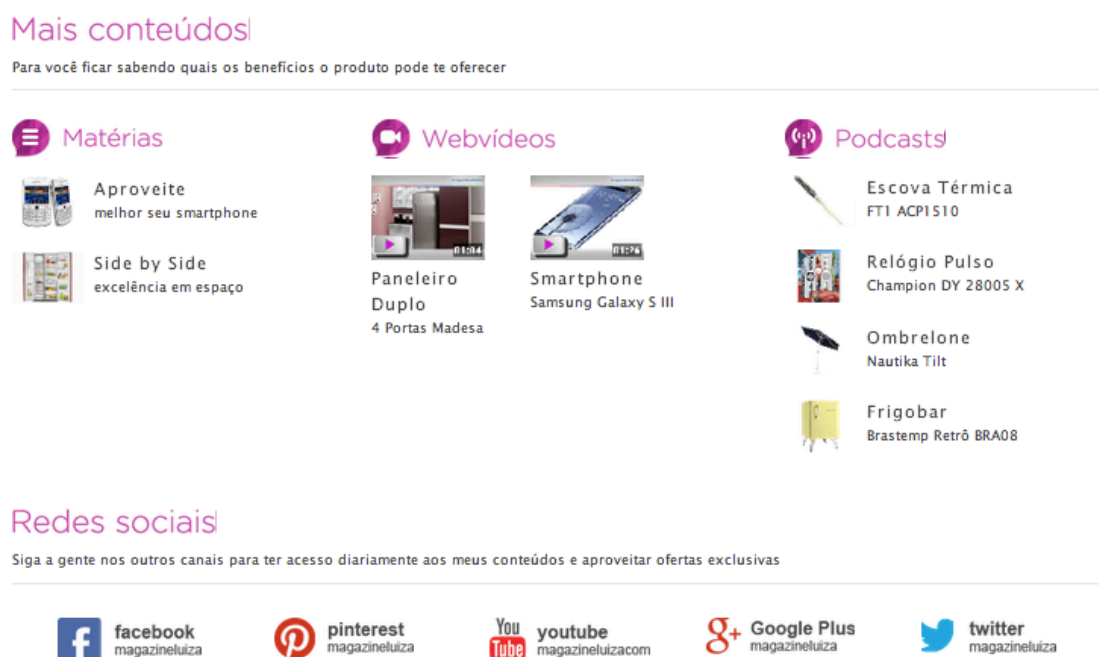 Mais conteúdos
Para você ficar sabendo quais os benefícios o produto pode te oferecer
Matérias
Aproveite
melhor seu smartphone
Side by Side
excelência em espaço
Webvídeos
01:04
Paneleiro
Duplo
4 Portas Madesa
01:26
Smartphone
Samsung Galaxy S III
Podcasts
Escova Térmica
FT1 ACP1510
Relógio Pulso
Champion DY 28005 X
Ombrelone
Nautika Tilt
Frigobar
Brastemp Retrô BRA08
Redes sociais
Siga a gente nos outros canais para ter acesso diariamente aos meus conteúdos e aproveitar ofertas exclusivas
facebook
magazineluiza
pinterest
magazineluiza
You
Tube
youtube
magazineluizacom
Google Plus
magazineluiza
twitter
magazineluiza